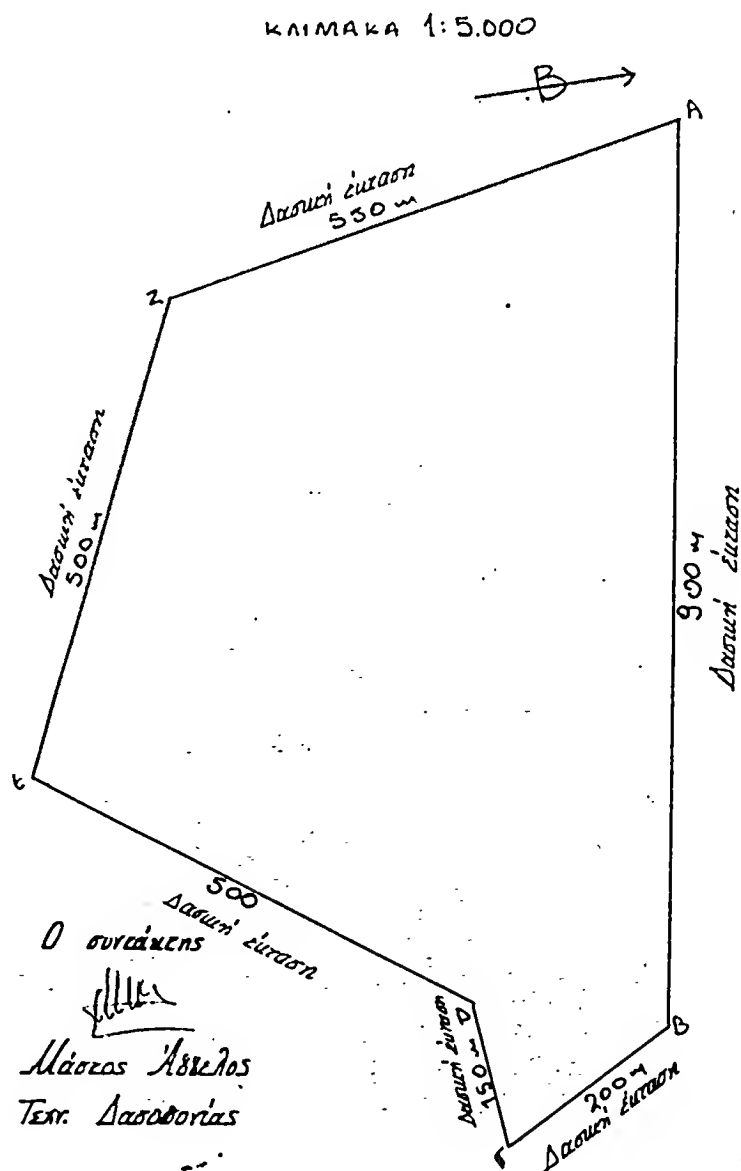 ΚΛΙΜΑΚΑ 1:5.000
Β
Α
Δασική έκταση
530 m
Ζ
Δασική έκταση
500 m
900 m
Δασική έκταση
Ε
500
Δασική έκταση
Ο συντάκτης
Δ
Δασική έκταση
150 m
Β
200 m
Δασική έκταση
Γ
Μάστος Άγγελος
Τεχν. Δασοπονίας